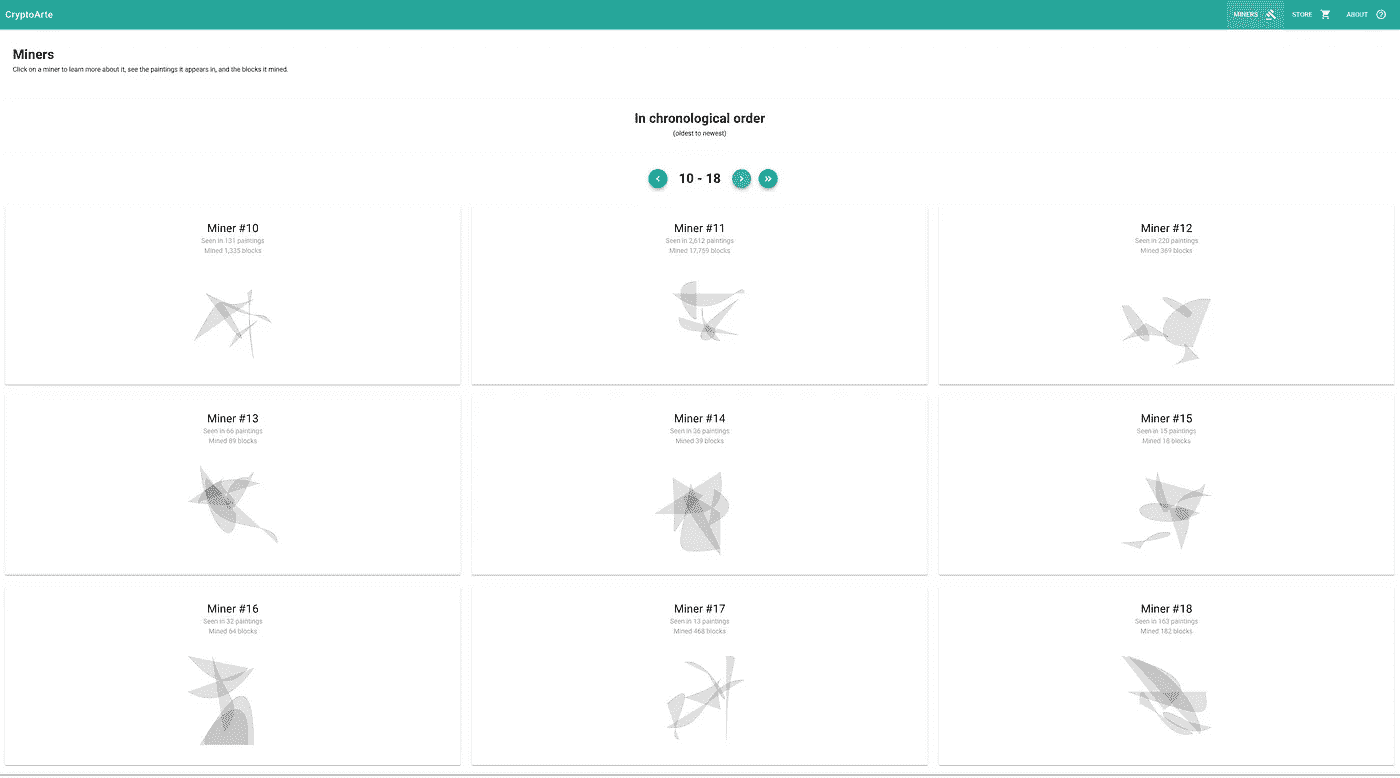 CryptoArte
MINERS STORE ABOUT
Miners
Click on a miner to learn more about it, see the paintings it appears in, and the blocks it mined.
In chronological order
(oldest to newest)
10 - 18
Miner #10
Seen in 131 paintings
Mined 1,335 blocks
Miner #11
Seen in 2,612 paintings
Mined 17,759 blocks
Miner #12
Seen in 220 paintings
Mined 369 blocks
Miner #13
Seen in 66 paintings
Mined 89 blocks
Miner #14
Seen in 36 paintings
Mined 39 blocks
Miner #15
Seen in 15 paintings
Mined 18 blocks
Miner #16
Seen in 32 paintings
Mined 64 blocks
Miner #17
Seen in 13 paintings
Mined 468 blocks
Miner #18
Seen in 163 paintings
Mined 182 blocks